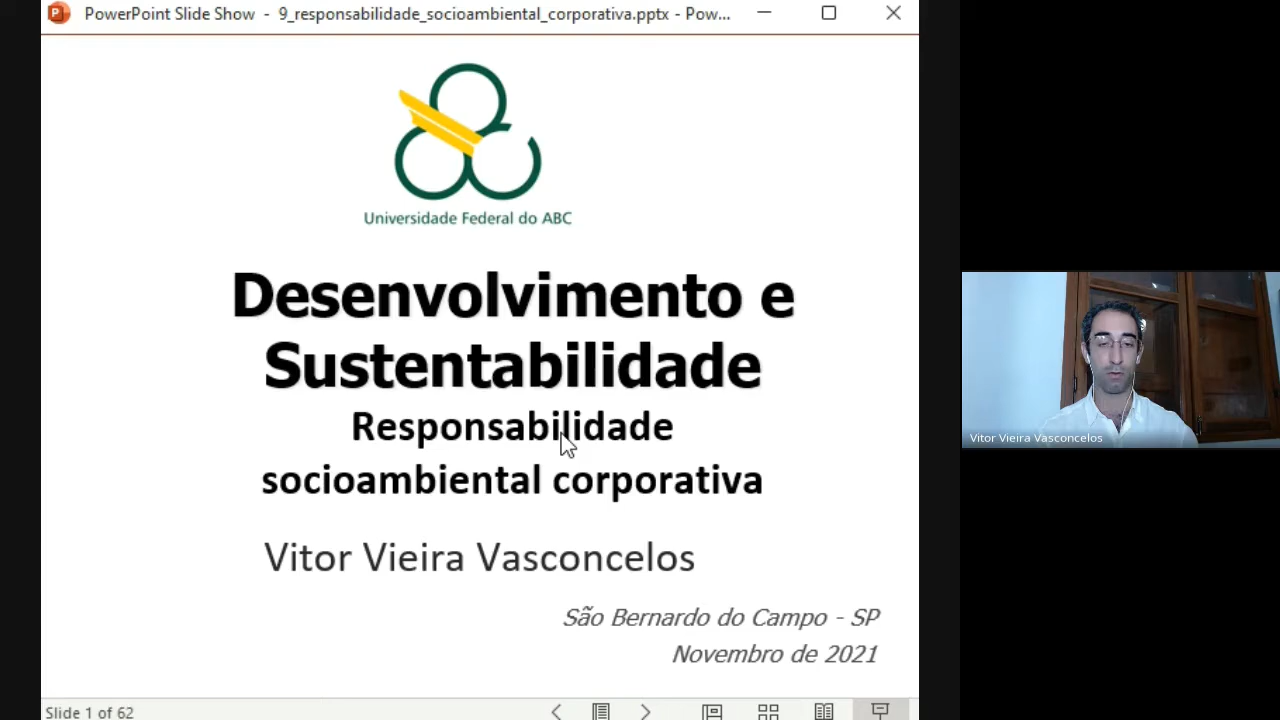 PowerPoint Slide Show - 9_responsabilidade_socioambiental_corporativa.pptx - Pow...
Universidade Federal do ABC
Desenvolvimento e
Sustentabilidade
Responsabilidade
socioambiental corporativa
Vitor Vieira Vasconcelos
São Bernardo do Campo - SP
Novembro de 2021
Slide 1 of 62
Vitor Vieira Vasconcelos